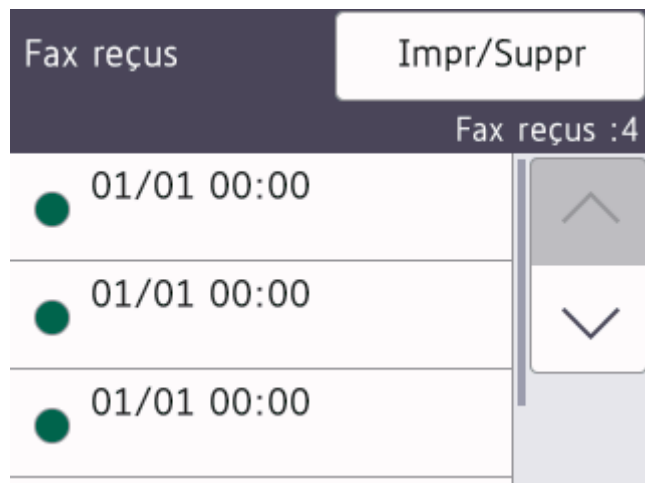 Fax reçus
Impr/Suppr
Fax reçus :4
01/01 00:00
01/01 00:00
01/01 00:00